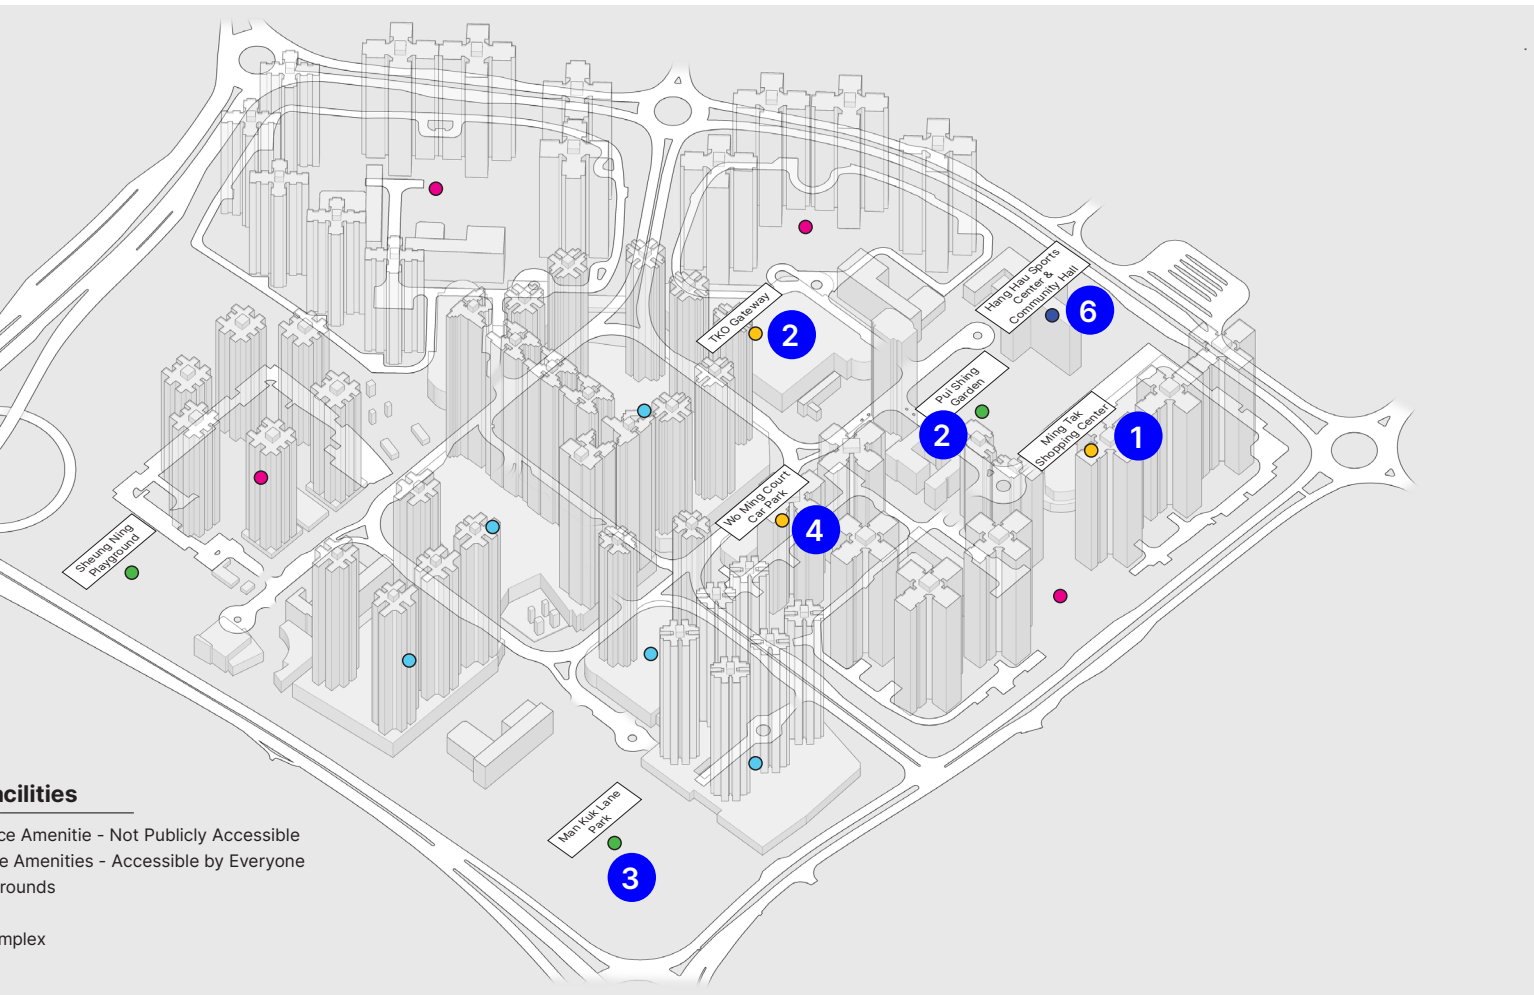 Hang Hau Sports
Center &
Community Hall
6
TKO Gateway
2
Pui Shing
Garden
2
Ming Tak
Shopping Center
1
Wo Ming Court
Car Park
4
Sheung Ning
Playground
Man Kuk Lane
Park
3
acilities
ce Amenitie - Not Publicly Accessible
e Amenities - Accessible by Everyone
rounds
mplex